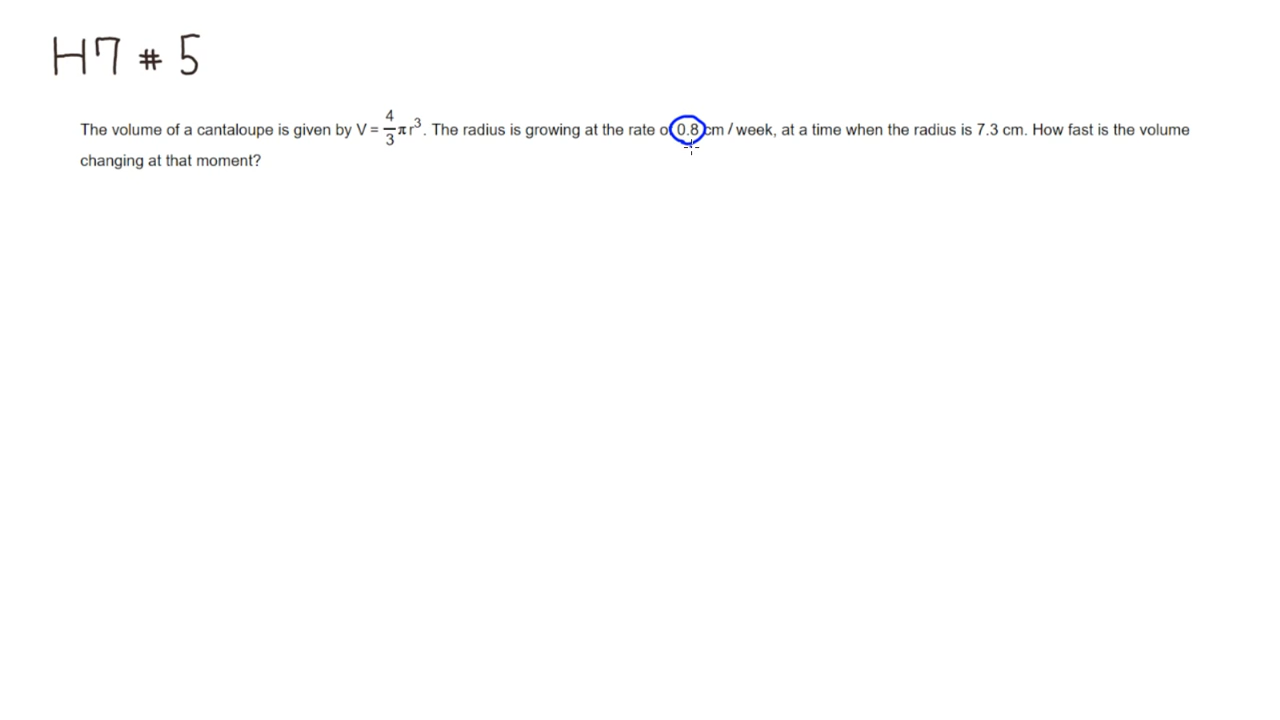 H7 # 5
The volume of a cantaloupe is given by V = 4/3 πr³. The radius is growing at the rate of 0.8 cm / week, at a time when the radius is 7.3 cm. How fast is the volume
changing at that moment?